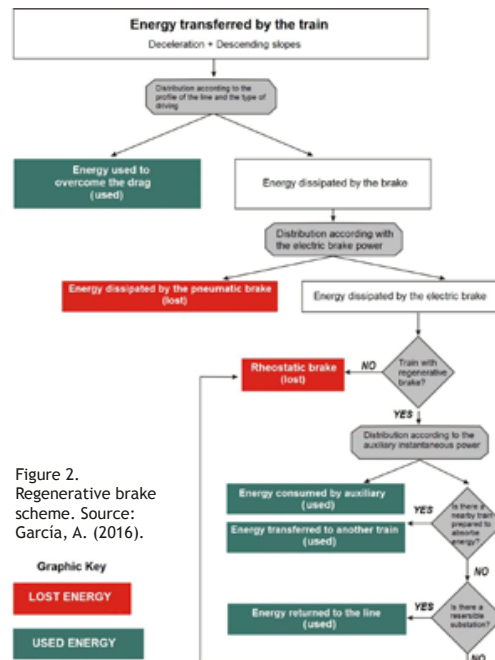 Energy transferred by the train
Deceleration + Descending slopes
Distribution according to the
profile of the line and the type of
driving
Energy used to
overcome the drag
(used)
Energy dissipated by the brake
Distribution according with
the electric brake power
Energy dissipated by the pneumatic brake
(lost)
Energy dissipated by the electric brake
Rheostatic brake
(lost)
NO
Train with
regenerative
brake?
YES
Distribution according to the
auxiliary instantaneous power
Figure 2.
Regenerative brake
scheme. Source:
García, A. (2016).
Energy consumed by auxiliary
(used)
Energy transferred to another train
(used)
YES
Is there a
nearby train
prepared to
absorb
energy?
NO
Graphic Key
LOST ENERGY
USED ENERGY
Energy returned to the line
(used)
YES
Is there a
reversible
substation?
NO